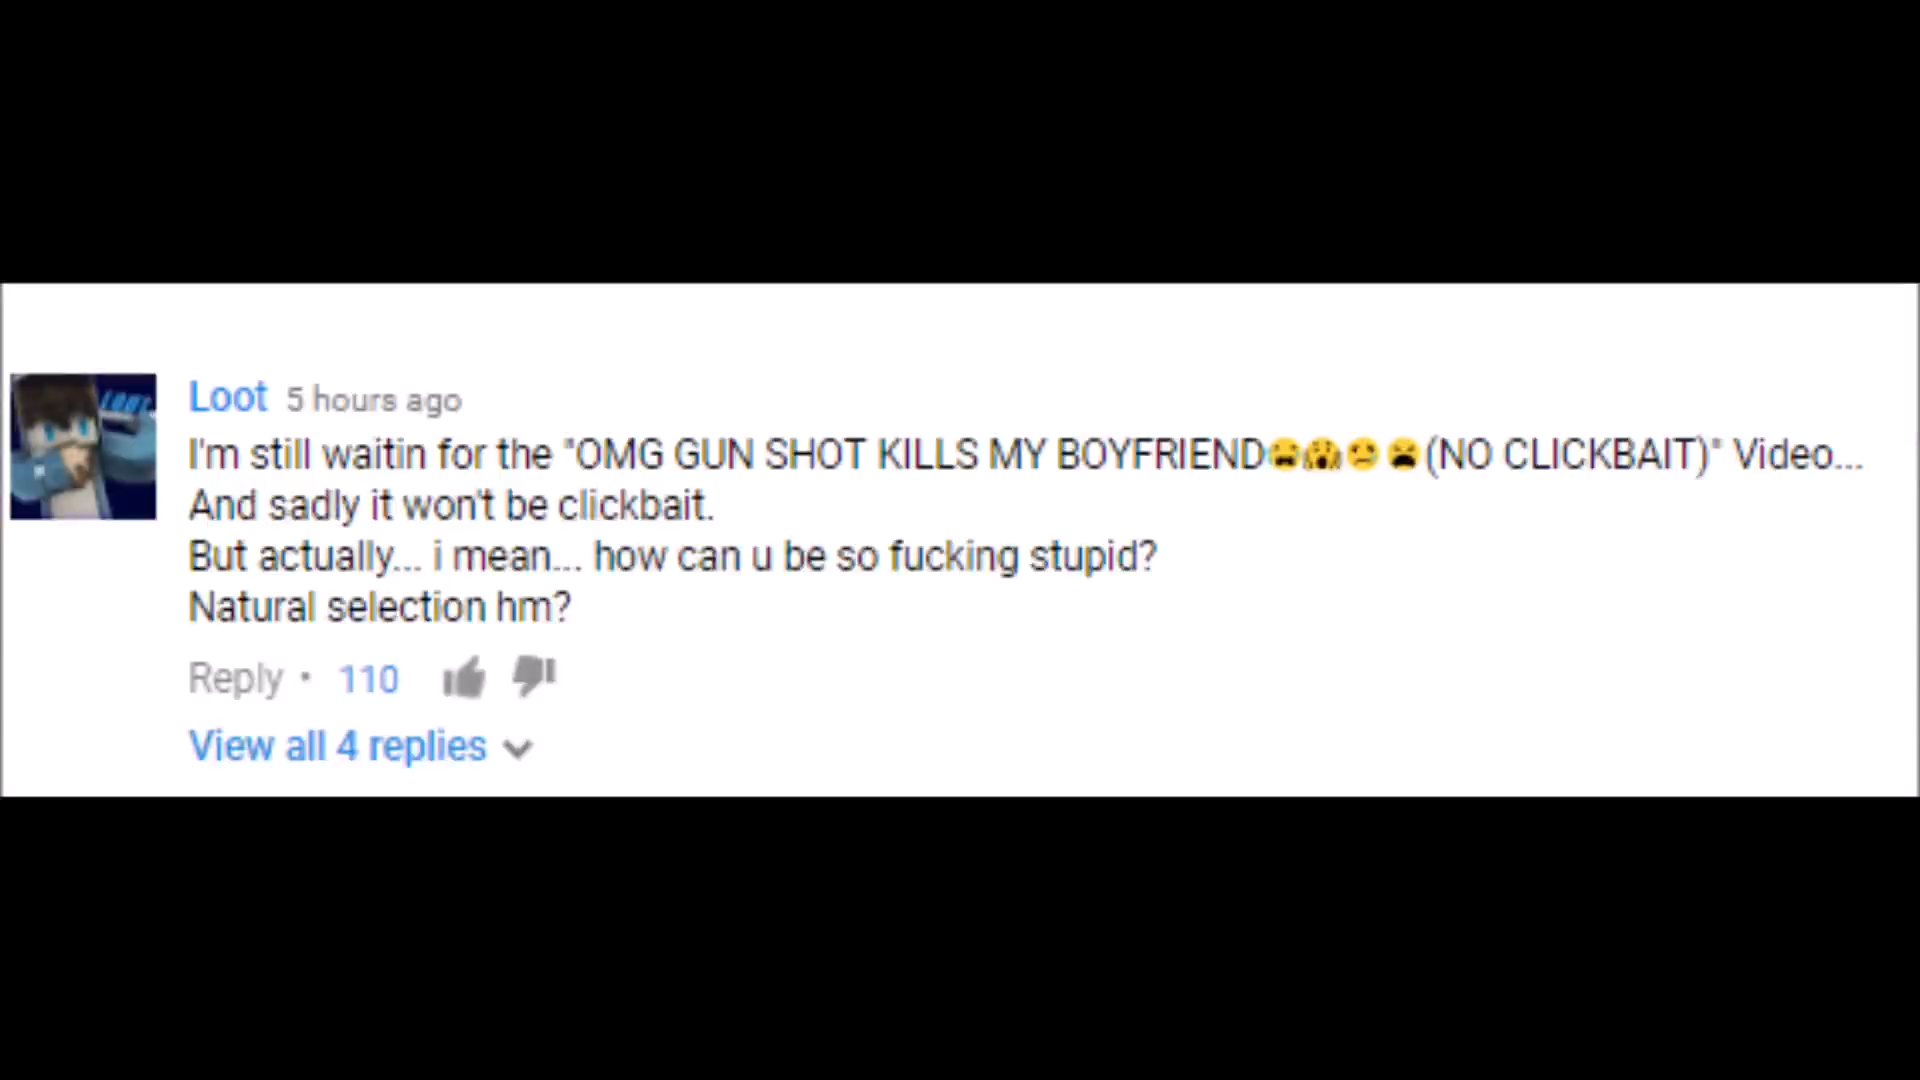 Loot 5 hours ago
I'm still waitin for the "OMG GUN SHOT KILLS MY BOYFRIEND😩😱😕😫(NO CLICKBAIT)" Video...
And sadly it won't be clickbait.
But actually... i mean... how can u be so fucking stupid?
Natural selection hm?
Reply • 110
View all 4 replies